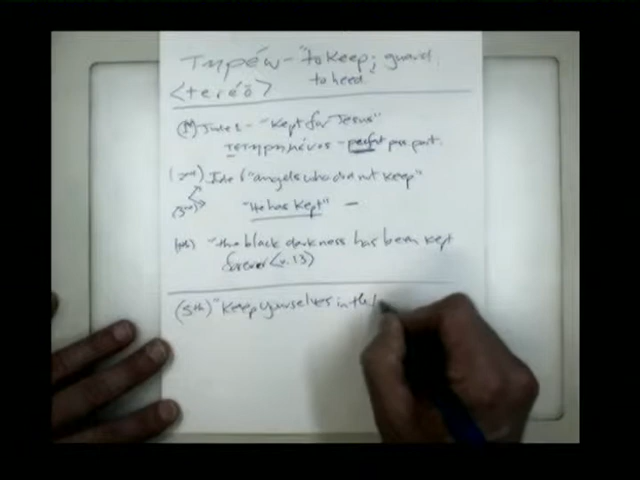 Τηρέω - "to keep; guard,
to heed"
<tereō>
(1st) Jude 1 - "Kept for Jesus"
τετηρημένοις - perfect pass part.
(2nd) Jude 6 "angels who did not keep"
(3rd) "He has kept" -
(4th) "the black darkness has been kept
forever (v. 13)
(5th) "Keep yourselves in the